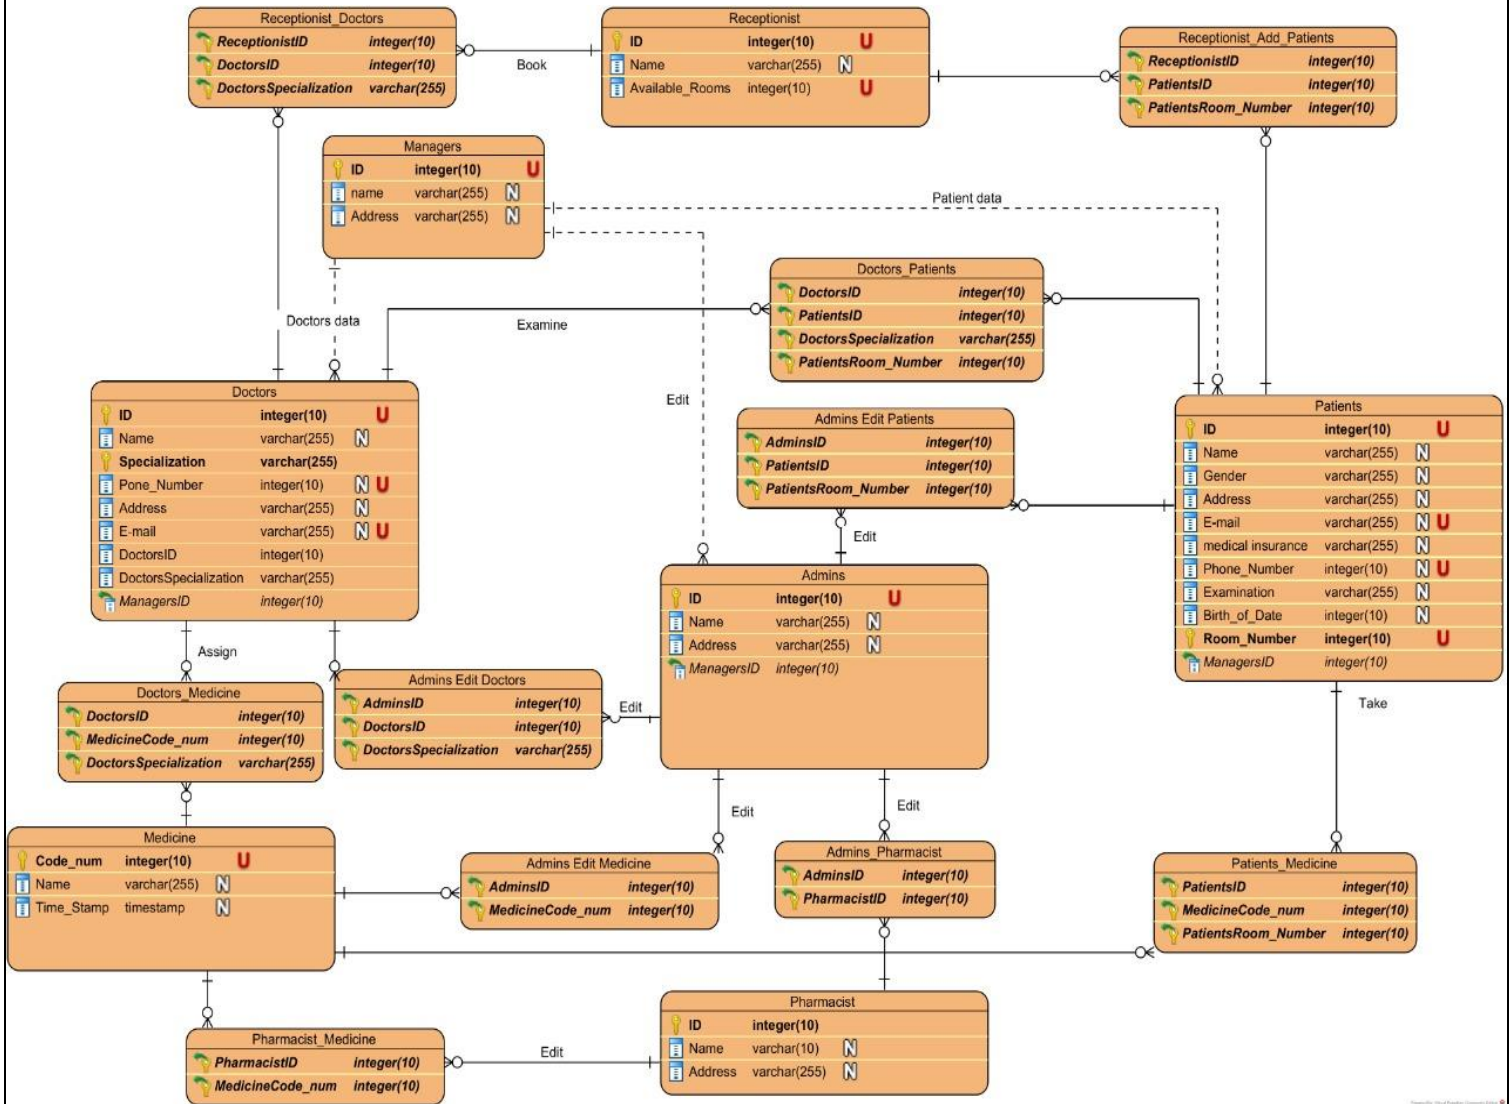 Receptionist_Doctors
ReceptionistID integer(10)
DoctorsID integer(10)
DoctorsSpecialization varchar(255)
Book
Receptionist
ID integer(10) U
Name varchar(255) N
Available_Rooms integer(10) U
Receptionist_Add_Patients
ReceptionistID integer(10)
PatientsID integer(10)
PatientsRoom_Number integer(10)
Managers
ID integer(10) U
name varchar(255) N
Address varchar(255) N
Patient data
Doctors data
Examine
Edit
Doctors_Patients
DoctorsID integer(10)
PatientsID integer(10)
DoctorsSpecialization varchar(255)
PatientsRoom_Number integer(10)
Doctors
ID integer(10) U
Name varchar(255) N
Specialization varchar(255)
Pone_Number integer(10) N U
Address varchar(255) N
E-mail varchar(255) N U
DoctorsID integer(10)
DoctorsSpecialization varchar(255)
ManagersID integer(10)
Admins Edit Patients
AdminsID integer(10)
PatientsID integer(10)
PatientsRoom_Number integer(10)
Edit
Patients
ID integer(10) U
Name varchar(255) N
Gender varchar(255) N
Address varchar(255) N
E-mail varchar(255) N U
medical insurance varchar(255) N
Phone_Number integer(10) N U
Examination varchar(255) N
Birth_of_Date integer(10) N
Room_Number integer(10) U
ManagersID integer(10)
Admins
ID integer(10) U
Name varchar(255) N
Address varchar(255) N
ManagersID integer(10)
Assign
Take
Doctors_Medicine
DoctorsID integer(10)
MedicineCode_num integer(10)
DoctorsSpecialization varchar(255)
Admins Edit Doctors
AdminsID integer(10)
DoctorsID integer(10)
DoctorsSpecialization varchar(255)
Edit
Edit
Edit
Medicine
Code_num integer(10) U
Name varchar(255) N
Time_Stamp timestamp N
Admins Edit Medicine
AdminsID integer(10)
MedicineCode_num integer(10)
Admins_Pharmacist
AdminsID integer(10)
PharmacistID integer(10)
Patients_Medicine
PatientsID integer(10)
MedicineCode_num integer(10)
PatientsRoom_Number integer(10)
Pharmacist_Medicine
PharmacistID integer(10)
MedicineCode_num integer(10)
Edit
Pharmacist
ID integer(10)
Name varchar(10) N
Address varchar(255) N